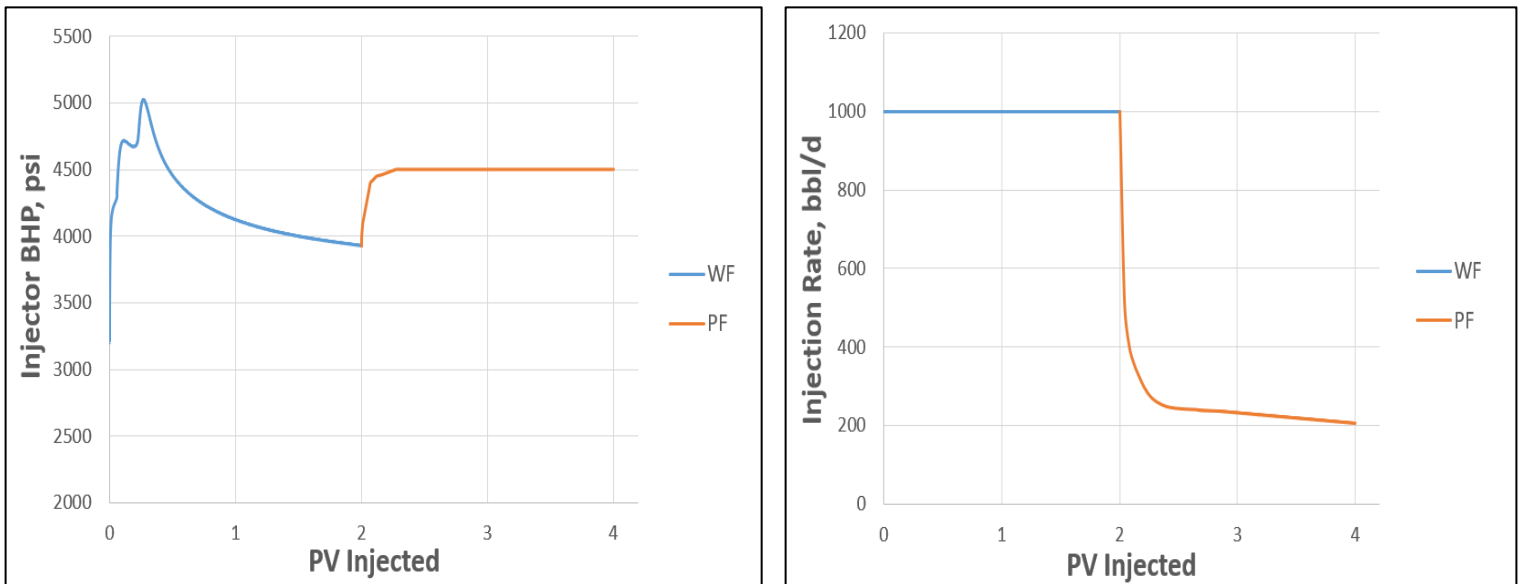 Injector BHP, psi
5500
5000
4500
4000
3500
3000
2500
2000
0 1 2 3 4
PV Injected
WF
PF
Injection Rate, bbl/d
1200
1000
800
600
400
200
0
0 1 2 3 4
PV Injected
WF
PF